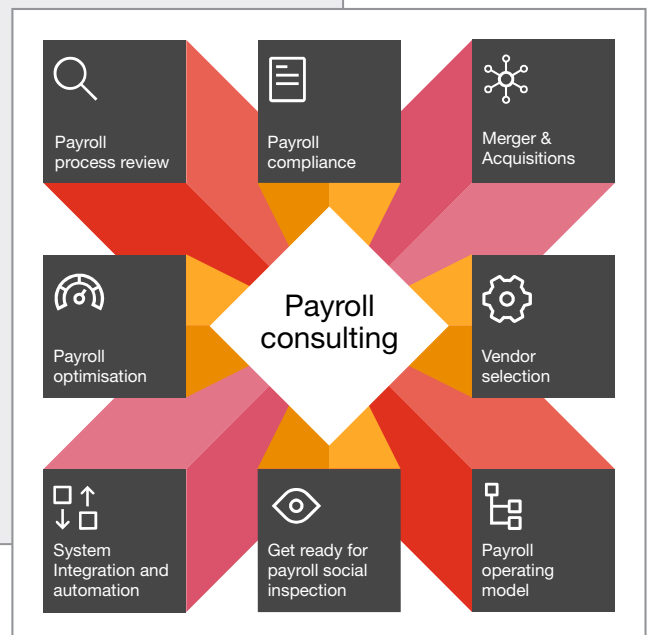 Payroll
process review
Payroll
compliance
Merger &
Acquisitions
Payroll
optimisation
Payroll
consulting
Vendor
selection
System
Integration and
automation
Get ready for
payroll social
inspection
Payroll
operating
model